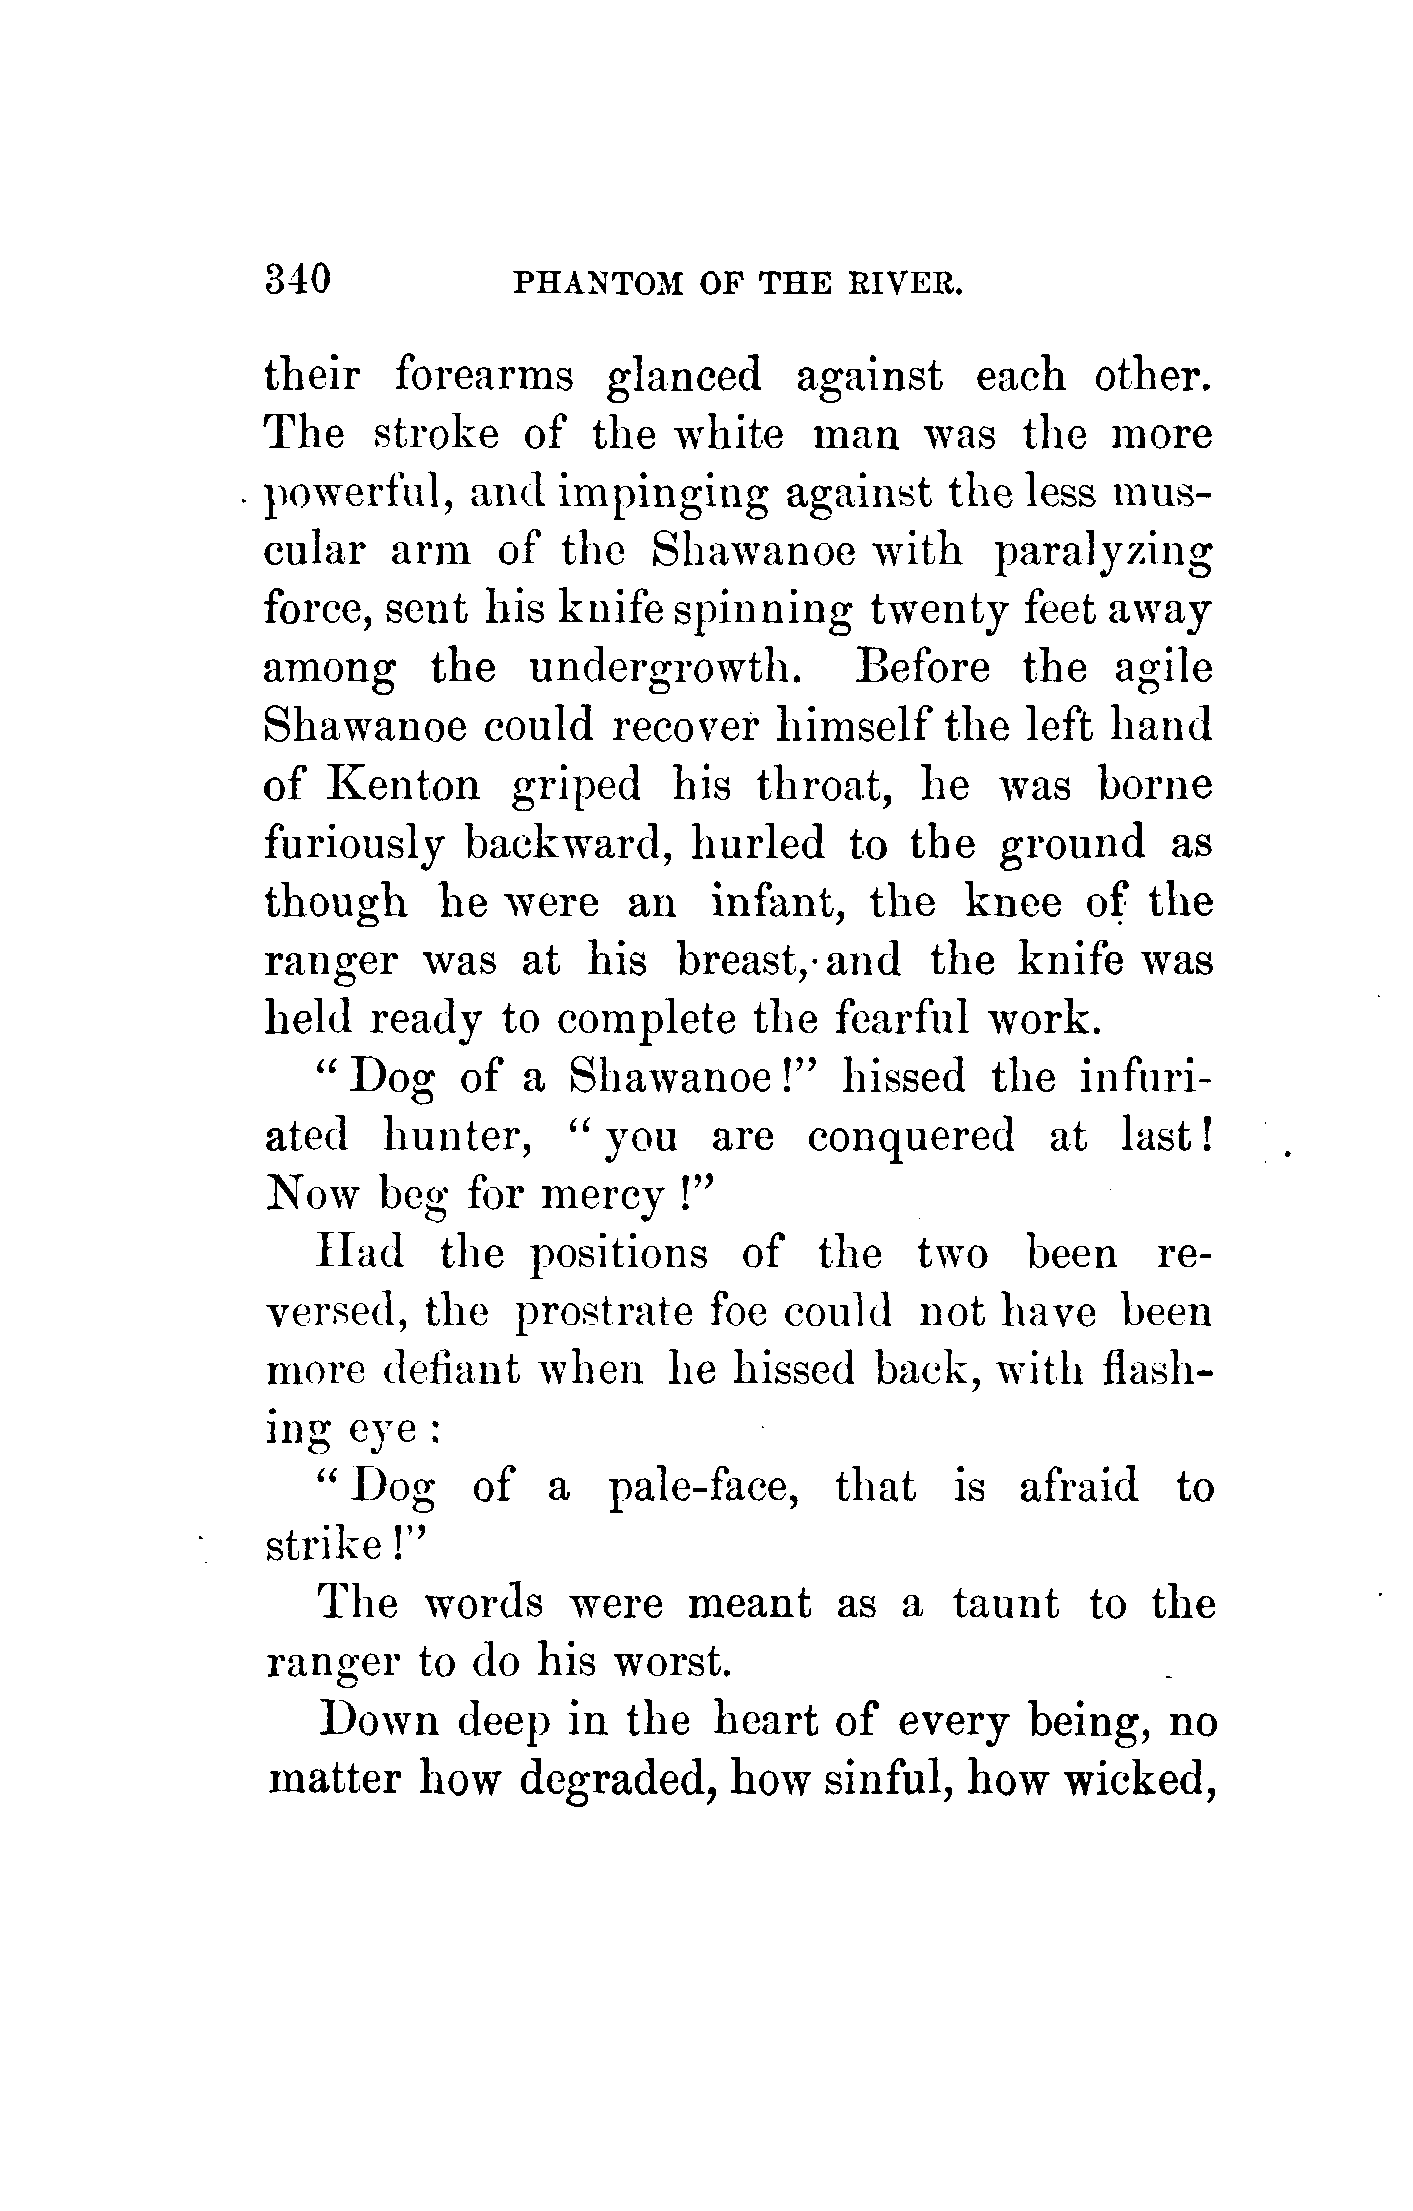 340 PHANTOM OF THE RIVER.
their forearms glanced against each other.
The stroke of the white man was the more
powerful, and impinging against the less mus-
cular arm of the Shawanoe with paralyzing
force, sent his knife spinning twenty feet away
among the undergrowth. Before the agile
Shawanoe could recover himself the left hand
of Kenton griped his throat, he was borne
furiously backward, hurled to the ground as
though he were an infant, the knee of the
ranger was at his breast, and the knife was
held ready to complete the fearful work.
"Dog of a Shawanoe!" hissed the infuri-
ated hunter, "you are conquered at last!
Now beg for mercy!"
Had the positions of the two been re-
versed, the prostrate foe could not have been
more defiant when he hissed back, with flash-
ing eye:
"Dog of a pale-face, that is afraid to
strike!"
The words were meant as a taunt to the
ranger to do his worst.
Down deep in the heart of every being, no
matter how degraded, how sinful, how wicked,